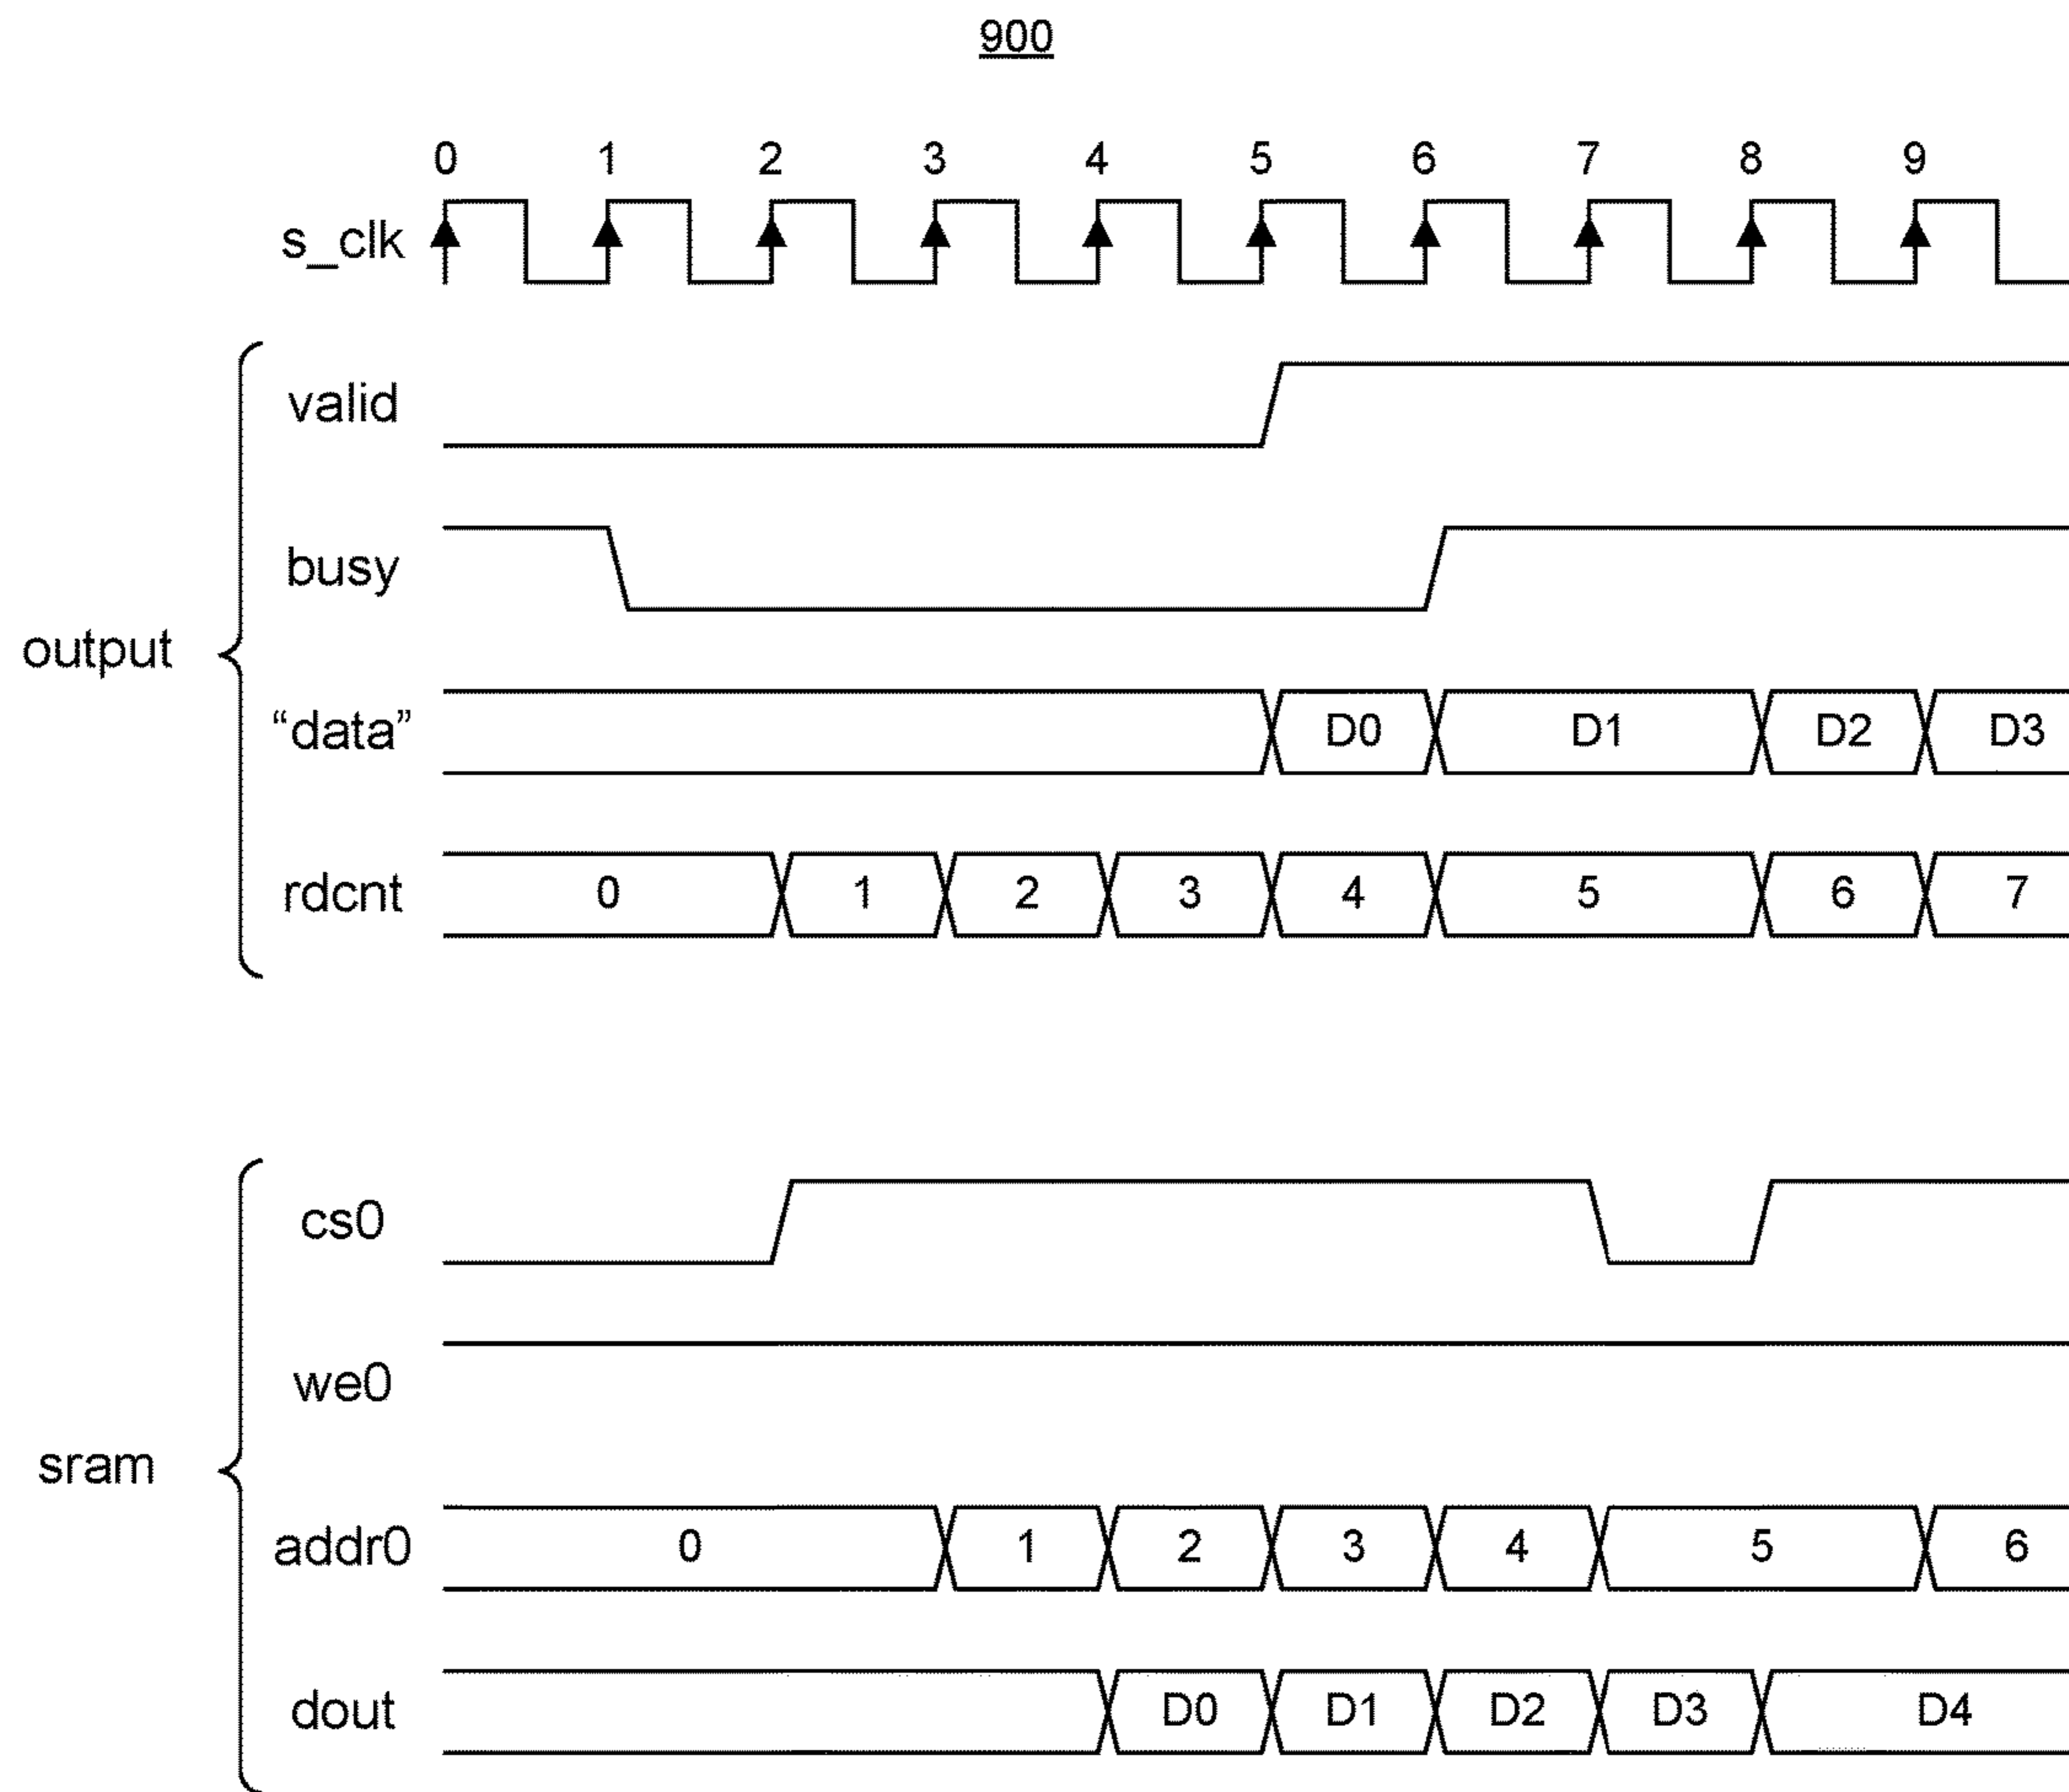 900
0 1 2 3 4 5 6 7 8 9
s_clk
valid
busy
output
“data” D0 D1 D2 D3
rdcnt 0 1 2 3 4 5 6 7
cs0
we0
sram
addr0 0 1 2 3 4 5 6
dout D0 D1 D2 D3 D4